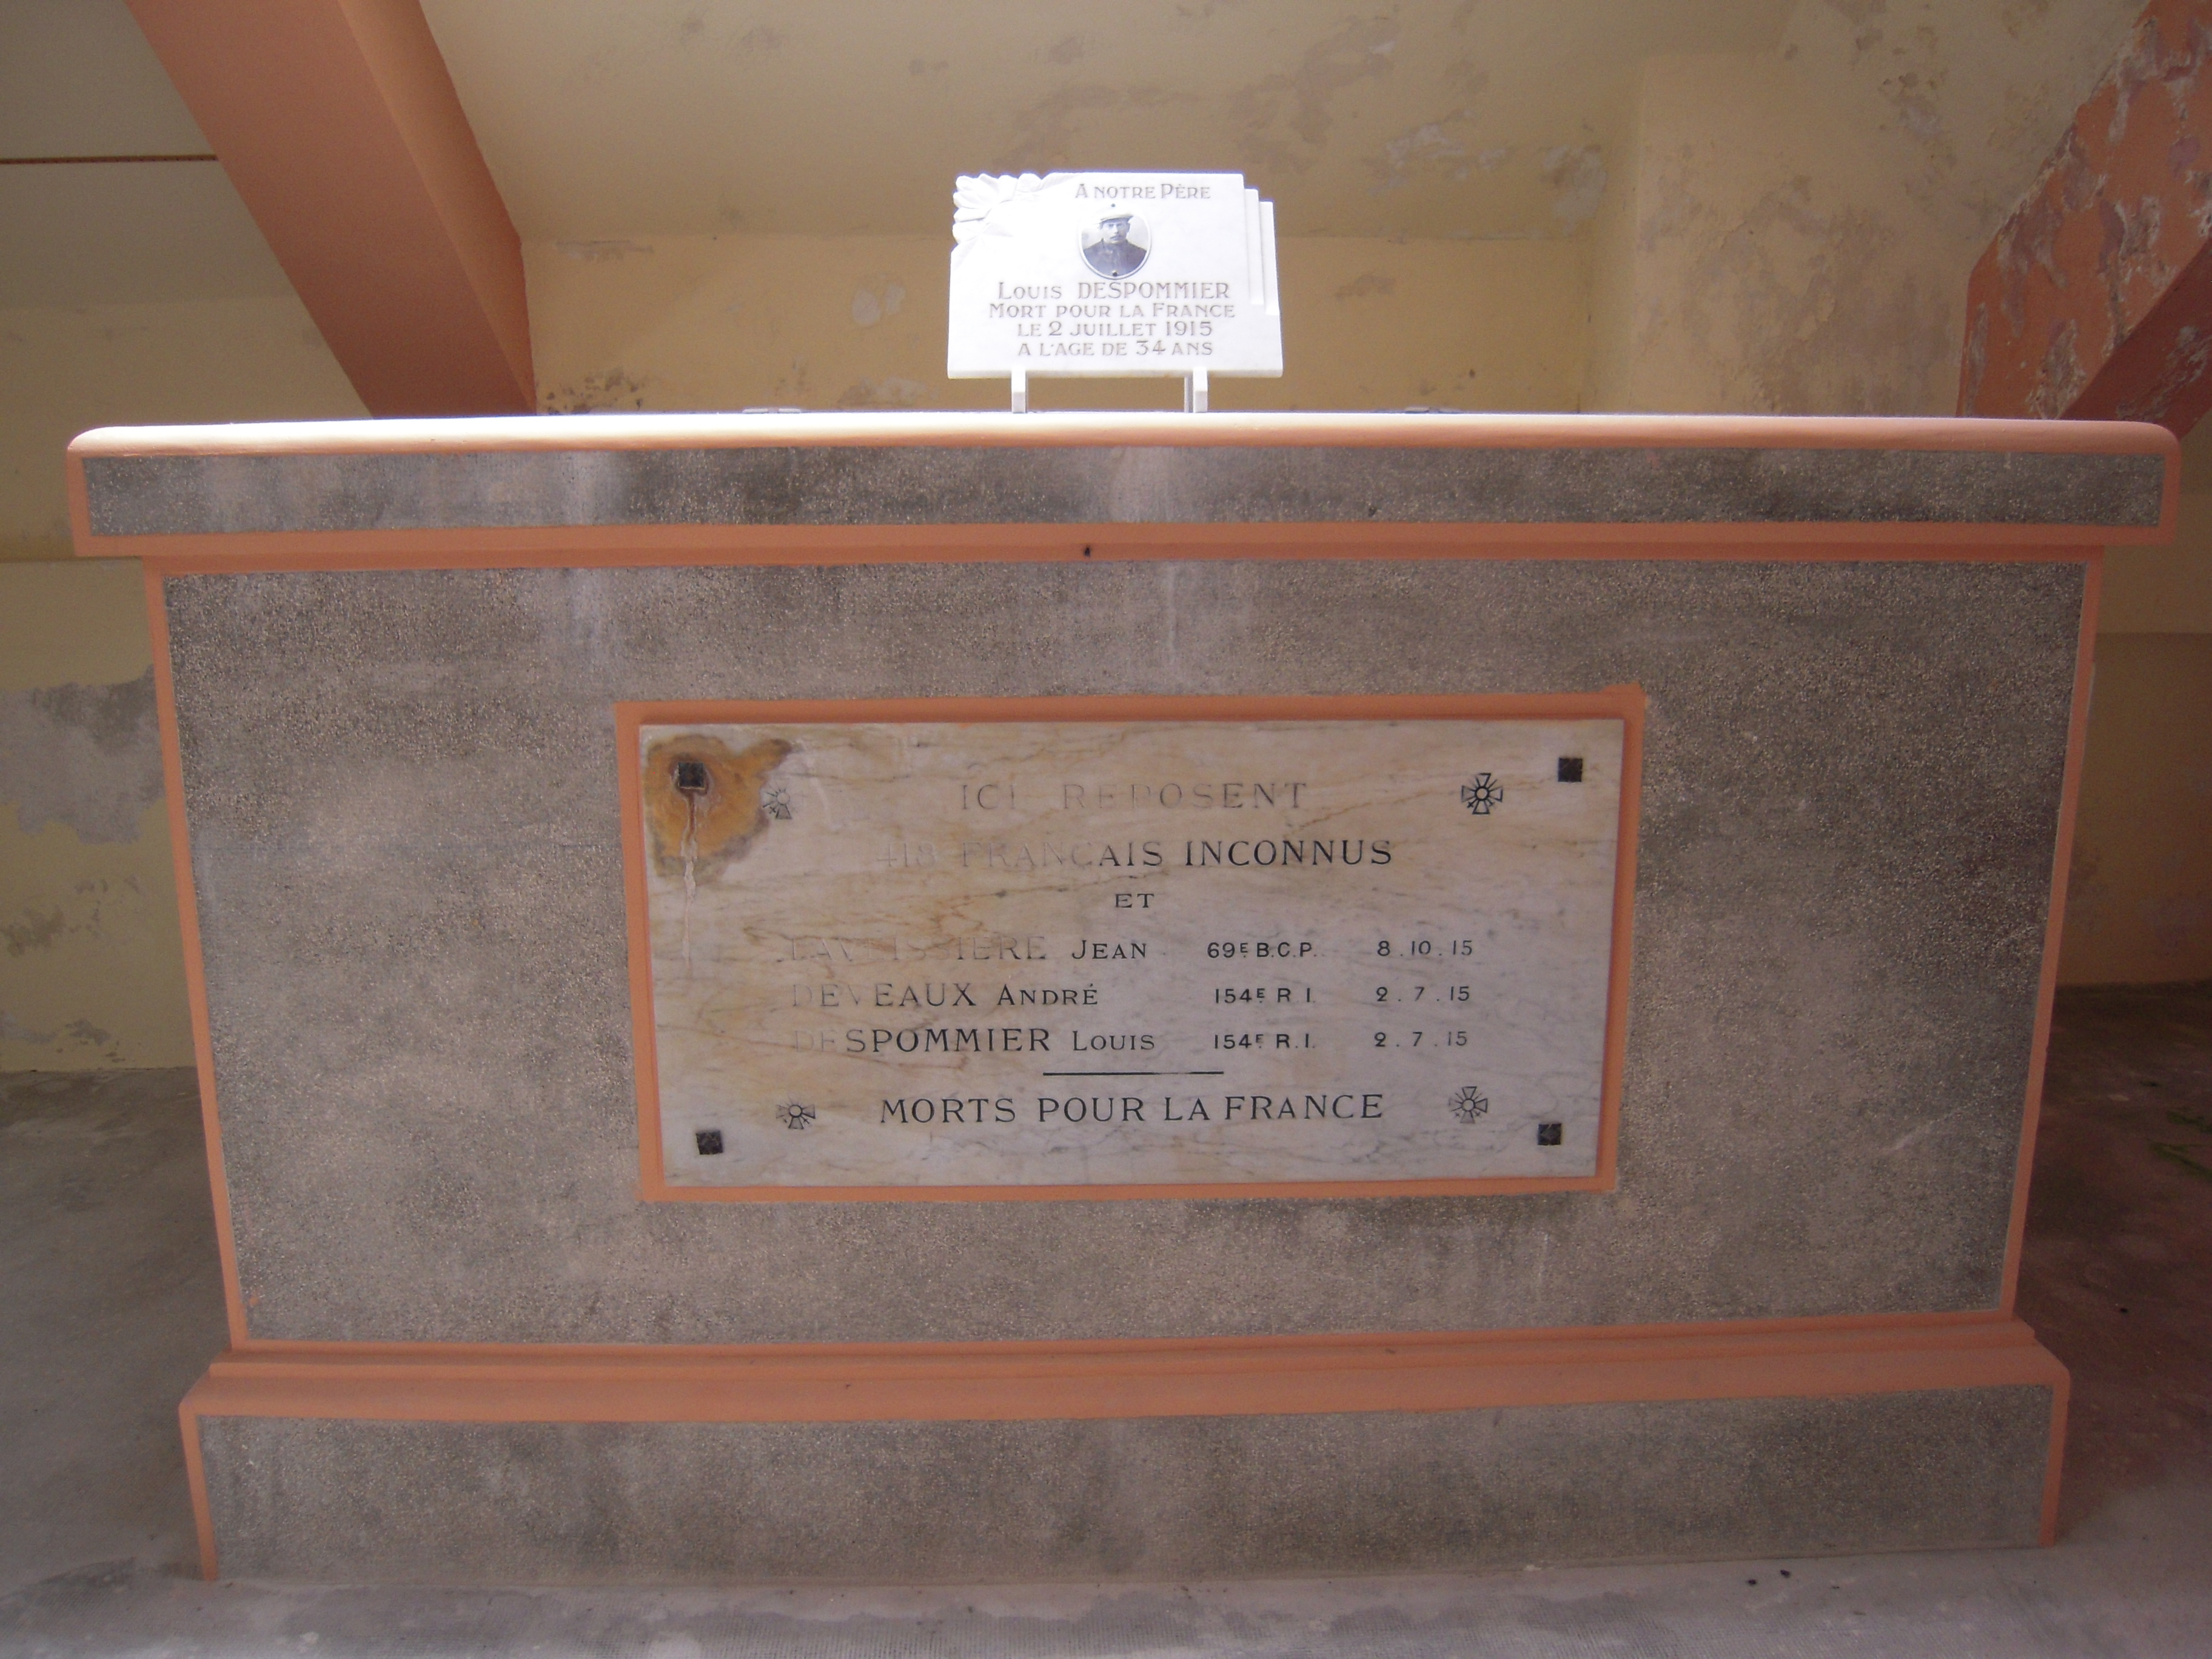 A NOTRE PÈRE
LOUIS DESPOMMIER
MORT POUR LA FRANCE
LE 2 JUILLET 1915
A L'AGE DE 34 ANS
ICI REPOSENT
418 FRANCAIS INCONNUS
ET
JEAN 69E B.C.P. 8.10.15
DEVEAUX ANDRÉ 154E R.I. 2.7.15
DESPOMMIER LOUIS 154E R.I. 2.7.15
MORTS POUR LA FRANCE